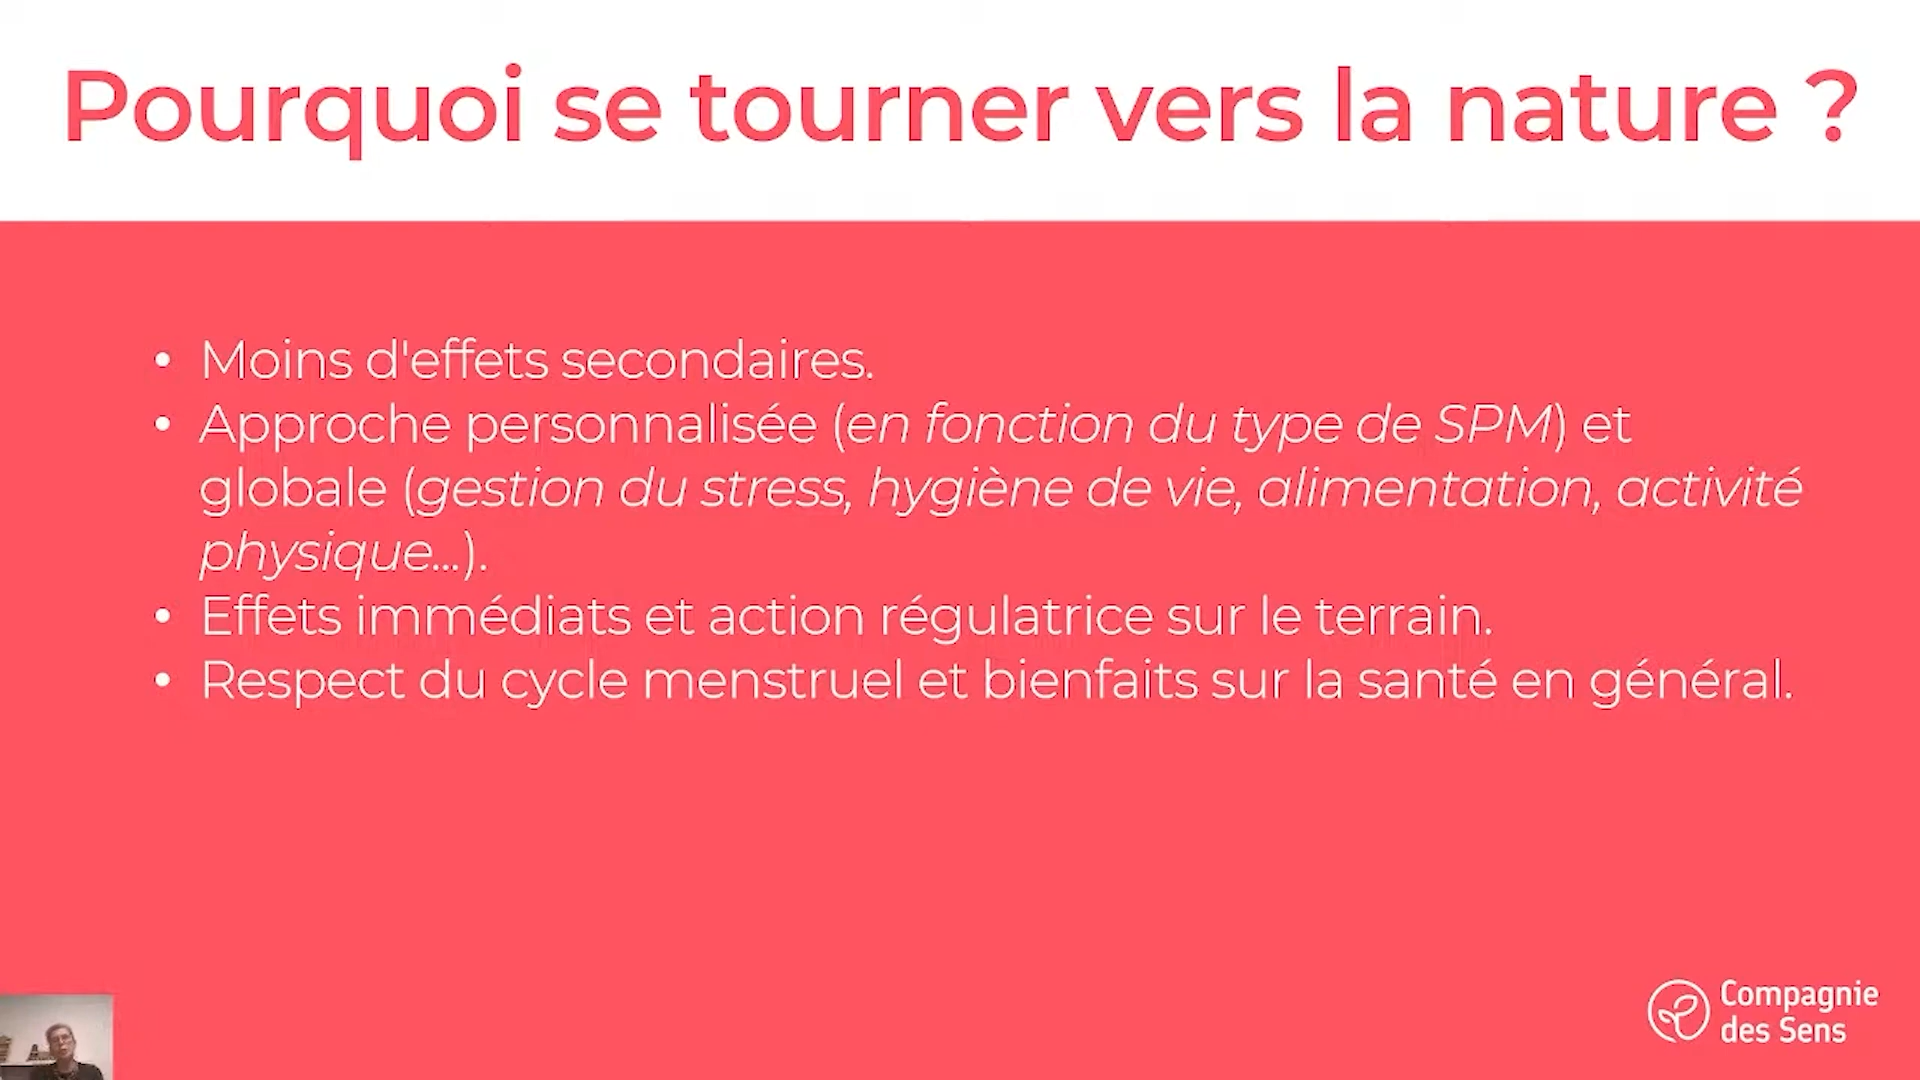 Pourquoi se tourner vers la nature ?
• Moins d'effets secondaires.
• Approche personnalisée (en fonction du type de SPM) et
globale (gestion du stress, hygiène de vie, alimentation, activité
physique...).
• Effets immédiats et action régulatrice sur le terrain.
• Respect du cycle menstruel et bienfaits sur la santé en général.
Compagnie
des Sens